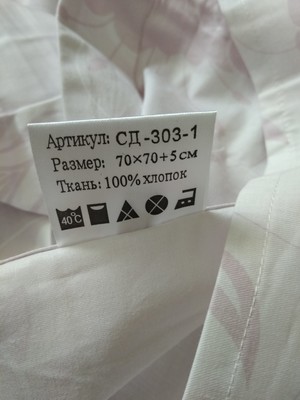 Артикул: СД-303-1
Размер: 70×70+5см
Ткань: 100% хлопок
40°C